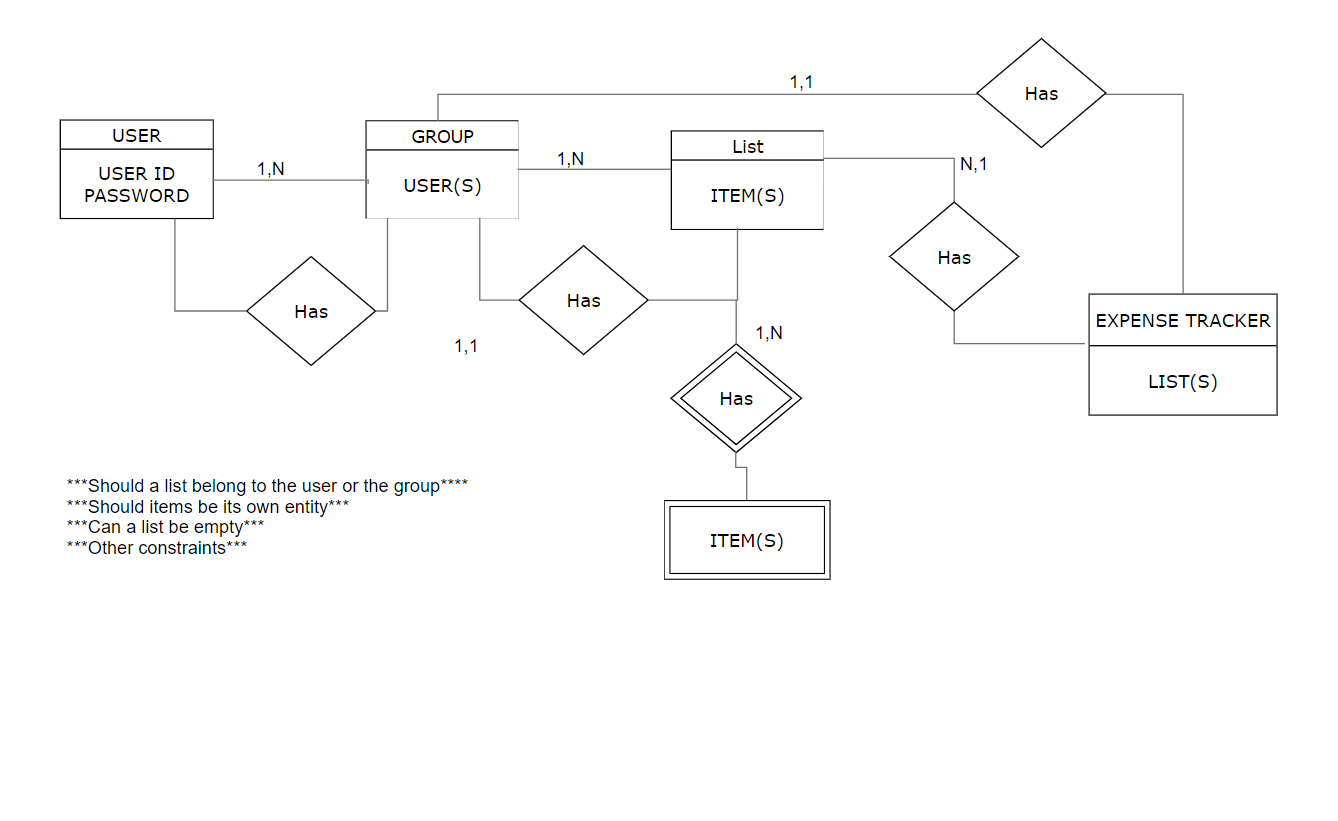 1,1
Has
USER
GROUP
List
1,N
1,N
N,1
USER ID
PASSWORD
USER(S)
ITEM(S)
Has
Has
Has
EXPENSE TRACKER
1,1
1,N
LIST(S)
Has
***Should a list belong to the user or the group****
***Should items be its own entity***
***Can a list be empty***
***Other constraints***
ITEM(S)